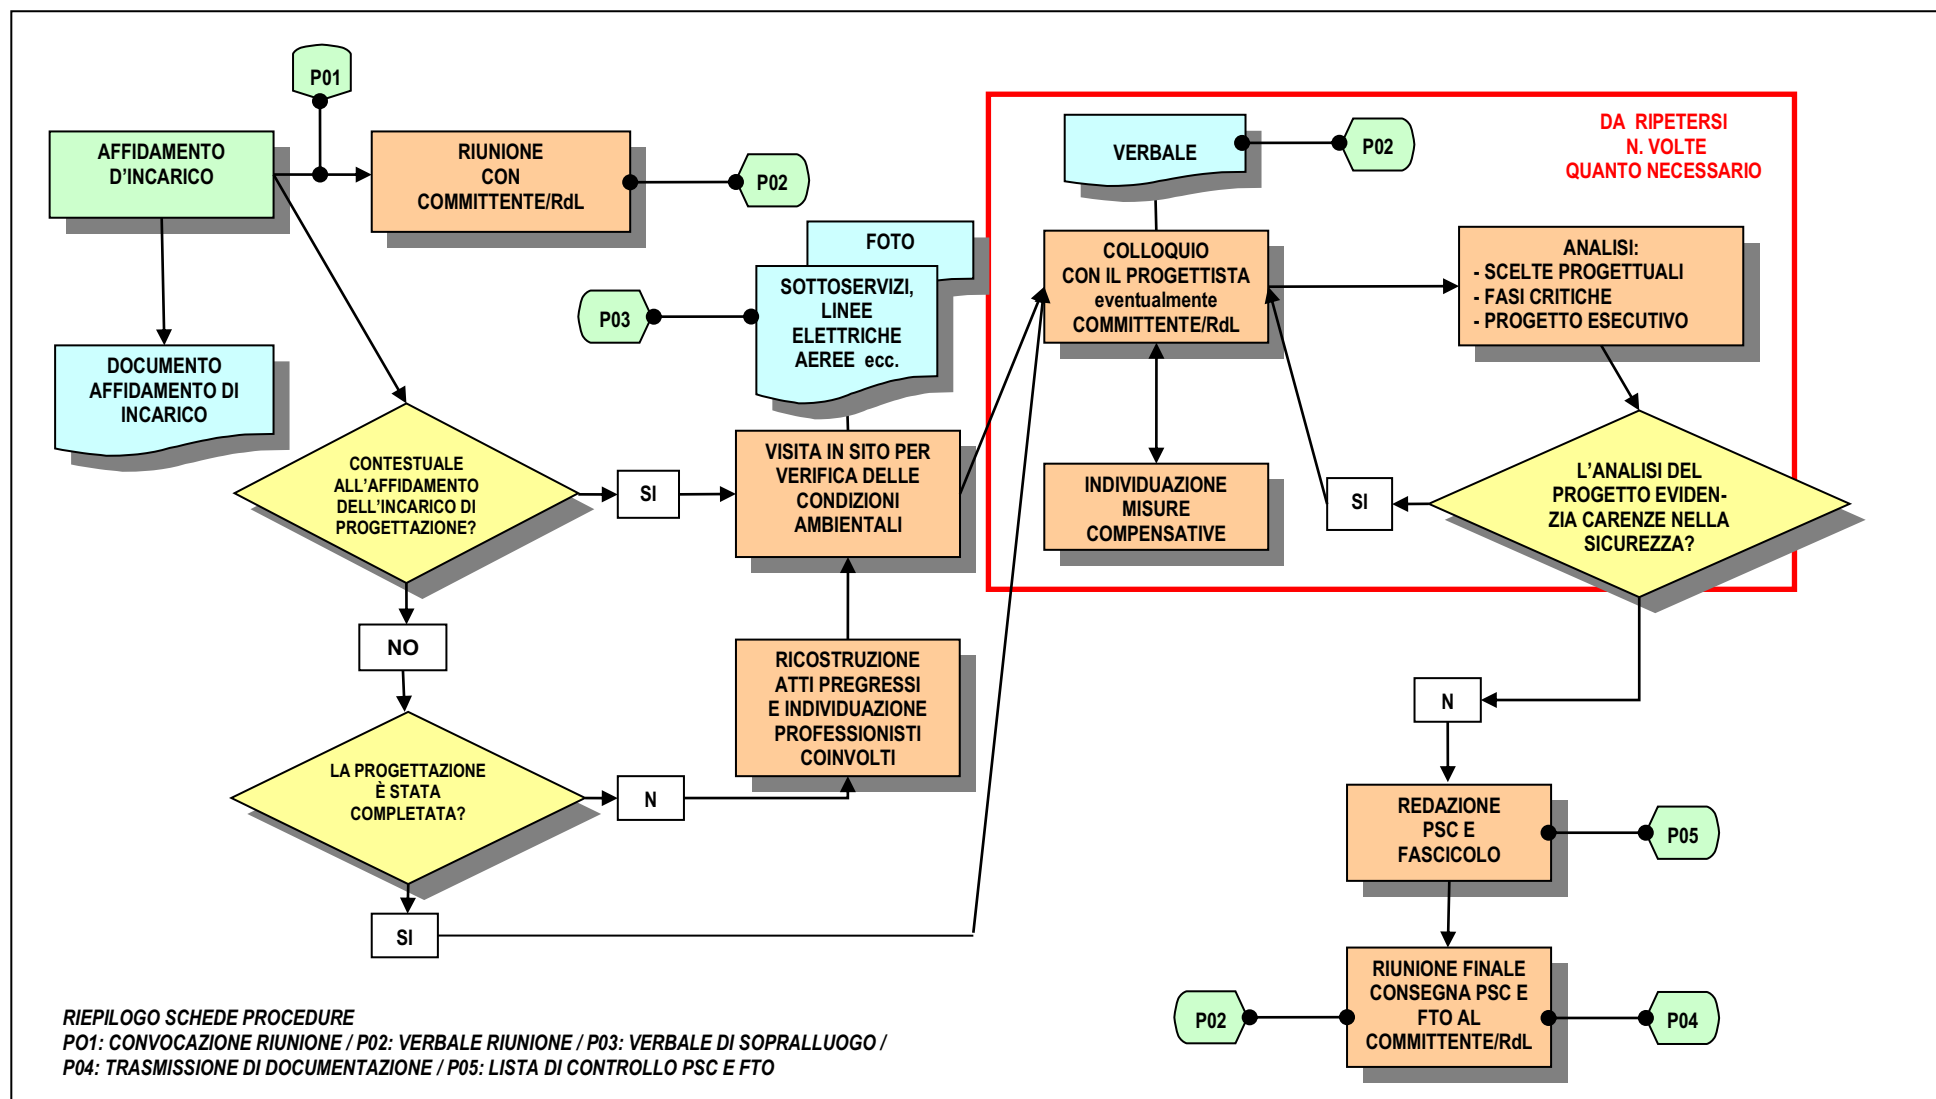 P01
AFFIDAMENTO
D'INCARICO
RIUNIONE
CON
COMMITTENTE/RdL
P02
DOCUMENTO
AFFIDAMENTO DI
INCARICO
FOTO
SOTTOSERVIZI,
LINEE
ELETTRICHE
AEREE ecc.
P03
CONTESTUALE
ALL'AFFIDAMENTO
DELL'INCARICO DI
PROGETTAZIONE?
SI
VISITA IN SITO PER
VERIFICA DELLE
CONDIZIONI
AMBIENTALI
NO
RICOSTRUZIONE
ATTI PREGRESSI
E INDIVIDUAZIONE
PROFESSIONISTI
COINVOLTI
LA PROGETTAZIONE
È STATA
COMPLETATA?
N
SI
DA RIPETERSI
N. VOLTE
QUANTO NECESSARIO
VERBALE
P02
COLLOQUIO
CON IL PROGETTISTA
eventualmente
COMMITTENTE/RdL
ANALISI:
- SCELTE PROGETTUALI
- FASI CRITICHE
- PROGETTO ESECUTIVO
INDIVIDUAZIONE
MISURE
COMPENSATIVE
SI
L'ANALISI DEL
PROGETTO EVIDEN-
ZIA CARENZE NELLA
SICUREZZA?
N
REDAZIONE
PSC E
FASCICOLO
P05
RIUNIONE FINALE
CONSEGNA PSC E
FTO AL
COMMITTENTE/RdL
P02
P04
RIEPILOGO SCHEDE PROCEDURE
PO1: CONVOCAZIONE RIUNIONE / P02: VERBALE RIUNIONE / P03: VERBALE DI SOPRALLUOGO /
P04: TRASMISSIONE DI DOCUMENTAZIONE / P05: LISTA DI CONTROLLO PSC E FTO